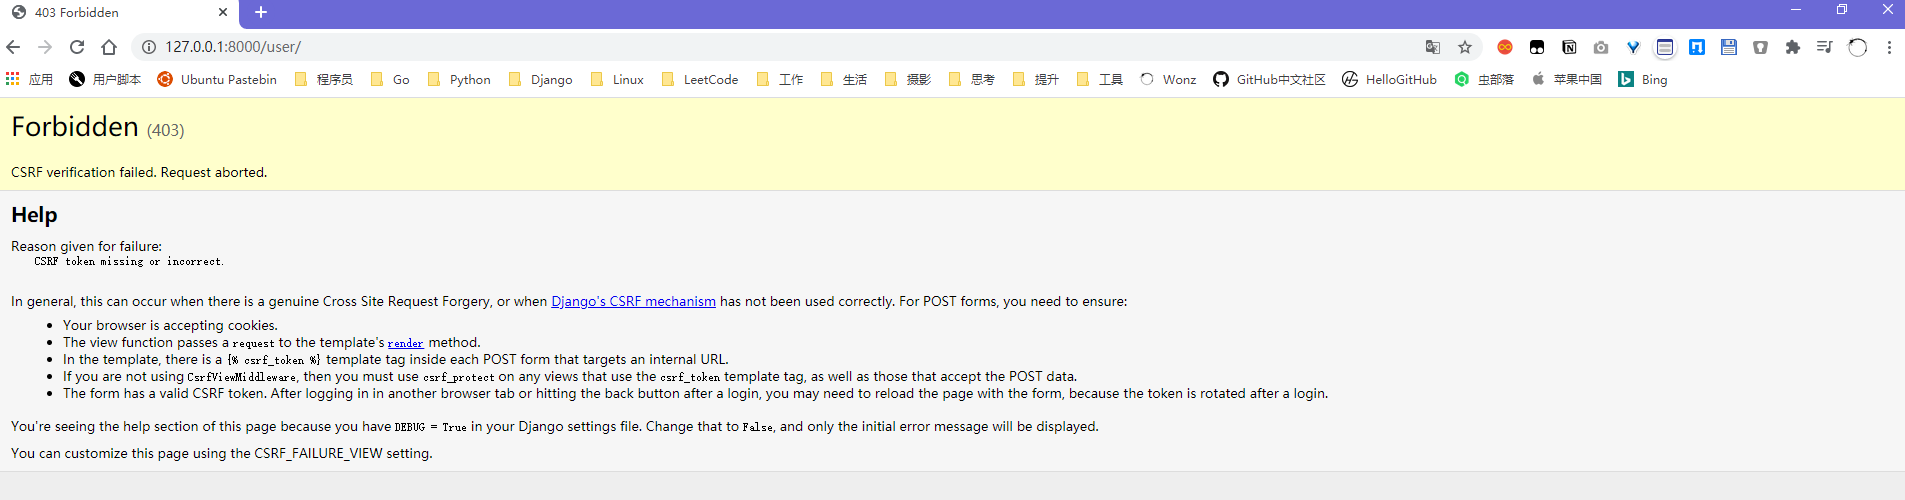 403 Forbidden
127.0.0.1:8000/user/
应用 用户脚本 Ubuntu Pastebin 程序员 Go Python Django Linux LeetCode 工作 生活 摄影 思考 提升 工具 Wonz GitHub中文社区 HelloGitHub 虫部落 苹果中国 Bing
Forbidden (403)
CSRF verification failed. Request aborted.
Help
Reason given for failure:
CSRF token missing or incorrect.
In general, this can occur when there is a genuine Cross Site Request Forgery, or when Django's CSRF mechanism has not been used correctly. For POST forms, you need to ensure:
Your browser is accepting cookies.
The view function passes a request to the template's render method.
In the template, there is a {% csrf_token %} template tag inside each POST form that targets an internal URL.
If you are not using CsrfViewMiddleware, then you must use csrf_protect on any views that use the csrf_token template tag, as well as those that accept the POST data.
The form has a valid CSRF token. After logging in in another browser tab or hitting the back button after a login, you may need to reload the page with the form, because the token is rotated after a login.
You're seeing the help section of this page because you have DEBUG = True in your Django settings file. Change that to False, and only the initial error message will be displayed.
You can customize this page using the CSRF_FAILURE_VIEW setting.